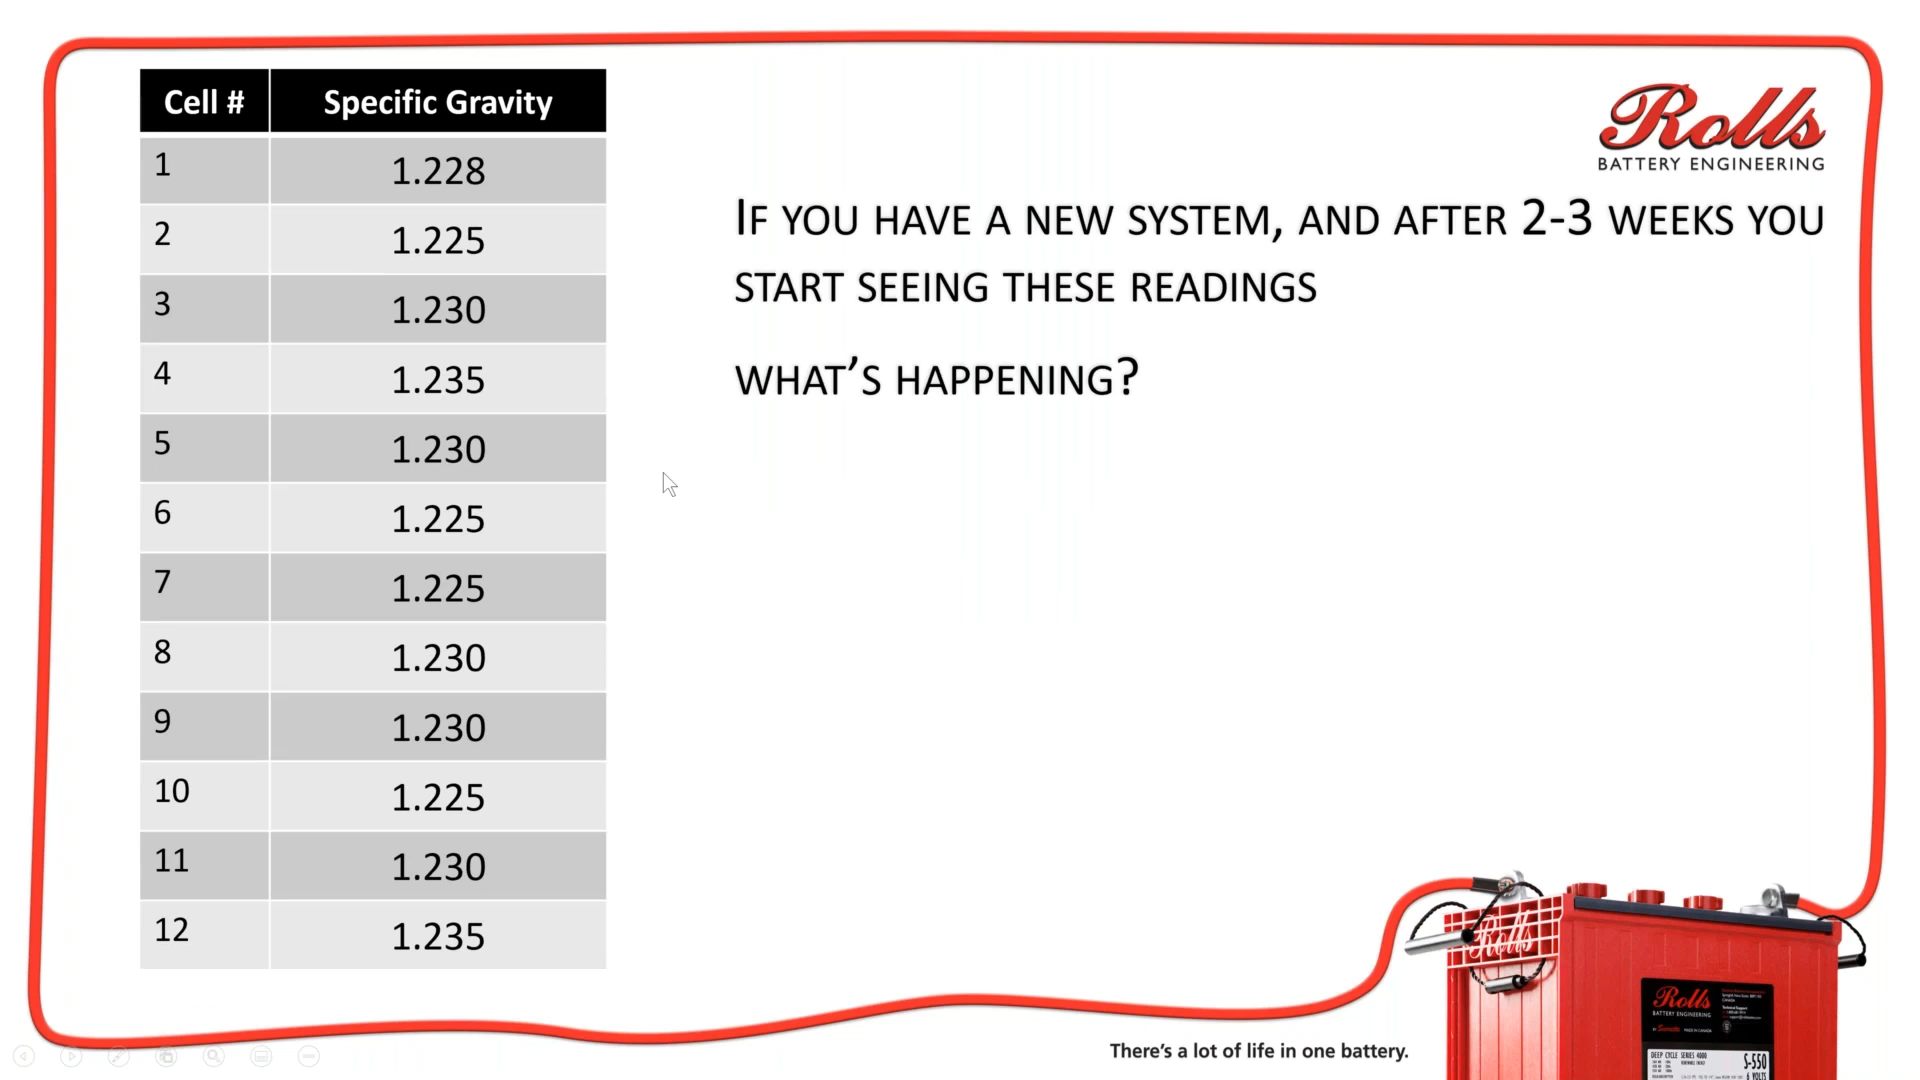 Cell # Specific Gravity
1 1.228
2 1.225
3 1.230
4 1.235
5 1.230
6 1.225
7 1.225
8 1.230
9 1.230
10 1.225
11 1.230
12 1.235
Rolls
BATTERY ENGINEERING
IF YOU HAVE A NEW SYSTEM, AND AFTER 2-3 WEEKS YOU
START SEEING THESE READINGS
WHAT'S HAPPENING?
There's a lot of life in one battery.
Rolls
Rolls
BATTERY ENGINEERING
DEEP CYCLE SERIES 4000
S-550
6 VOLTS